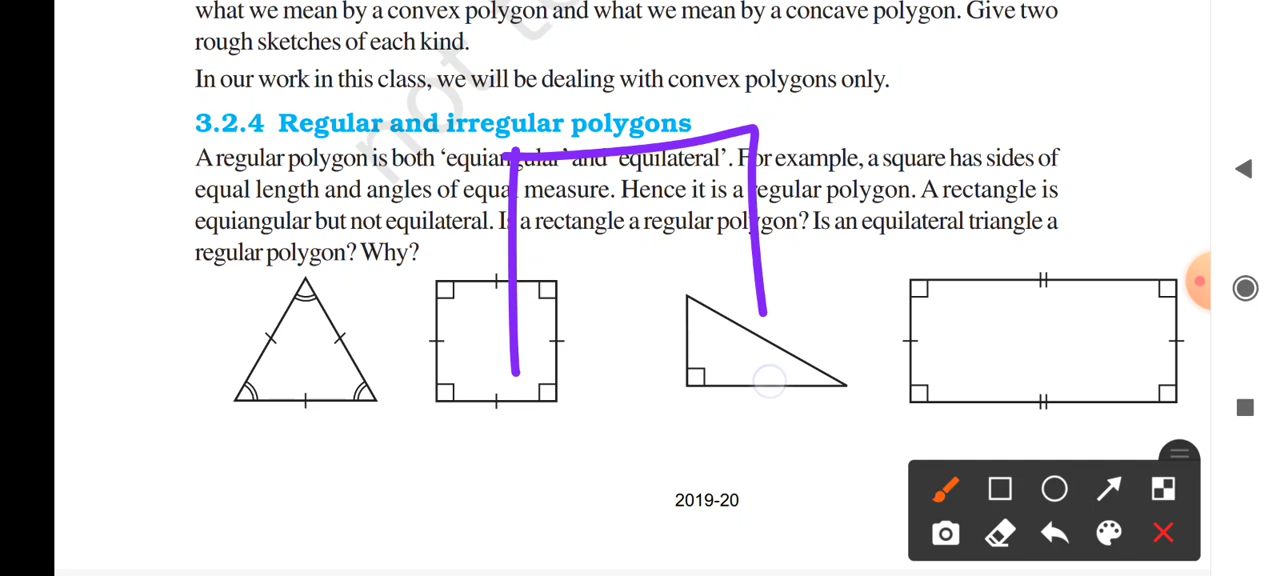 what we mean by a convex polygon and what we mean by a concave polygon. Give two
rough sketches of each kind.
In our work in this class, we will be dealing with convex polygons only.
3.2.4 Regular and irregular polygons
A regular polygon is both ‘equiangular’ and ‘equilateral’. For example, a square has sides of
equal length and angles of equal measure. Hence it is a regular polygon. A rectangle is
equiangular but not equilateral. Is a rectangle a regular polygon? Is an equilateral triangle a
regular polygon? Why?
2019-20